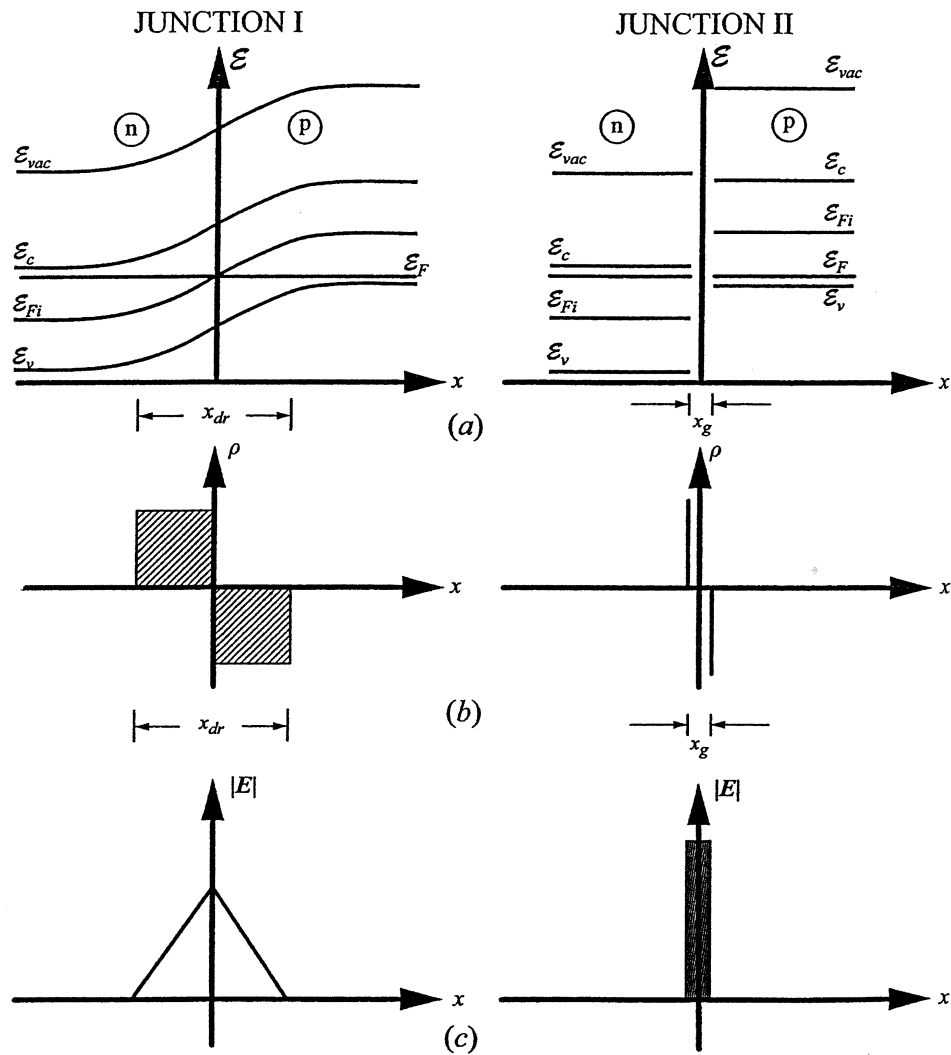 JUNCTION I
JUNCTION II
ℰ
ℰ
ℰvac
n
p
n
p
ℰvac
ℰvac
ℰc
ℰc
ℰFi
ℰc
ℰF
ℰF
ℰFi
ℰFi
ℰv
ℰv
ℰv
x
x
xdr
(a)
xg
ρ
ρ
x
x
xdr
(b)
xg
|E|
|E|
x
x
(c)